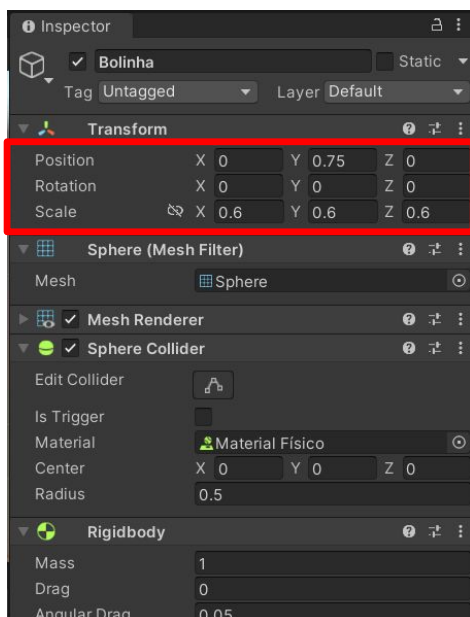 Inspector
Bolinha Static
Tag Untagged Layer Default
Transform
Position X 0 Y 0.75 Z 0
Rotation X 0 Y 0 Z 0
Scale X 0.6 Y 0.6 Z 0.6
Sphere (Mesh Filter)
Mesh Sphere
Mesh Renderer
Sphere Collider
Edit Collider
Is Trigger
Material Material Físico
Center X 0 Y 0 Z 0
Radius 0.5
Rigidbody
Mass 1
Drag 0
Angular Drag 0.05